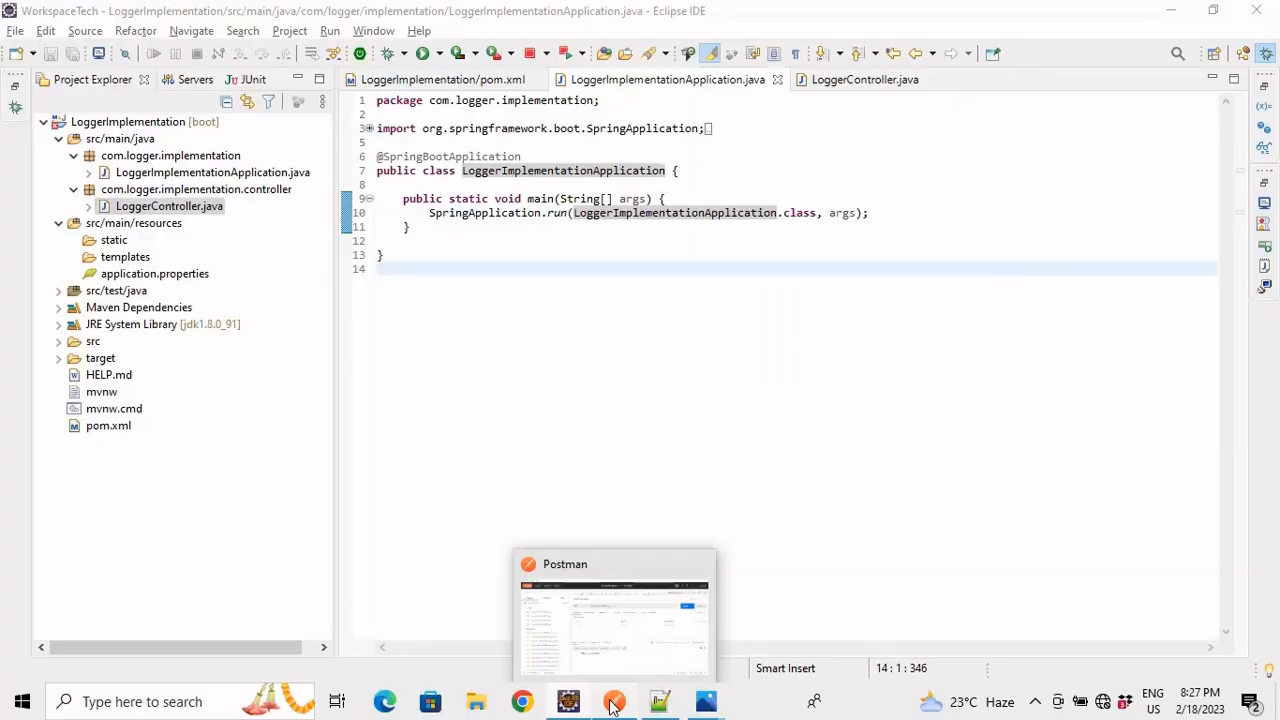 WorkspaceTech - LoggerImplementation/src/main/java/com/logger/implementation/LoggerImplementationApplication.java - Eclipse IDE
File Edit Source Refactor Navigate Search Project Run Window Help
Project Explorer Servers JUnit
LoggerImplementation/pom.xml LoggerImplementationApplication.java LoggerController.java
LoggerImplementation [boot]
src/main/java
com.logger.implementation
LoggerImplementationApplication.java
com.logger.implementation.controller
LoggerController.java
src/main/resources
static
templates
application.properties
src/test/java
Maven Dependencies
JRE System Library [jdk1.8.0_91]
src
target
HELP.md
mvnw
mvnw.cmd
pom.xml
1 package com.logger.implementation;
2
3 import org.springframework.boot.SpringApplication;
5
6 @SpringBootApplication
7 public class LoggerImplementationApplication {
8
9 public static void main(String[] args) {
10 SpringApplication.run(LoggerImplementationApplication.class, args);
11 }
12
13 }
14
Postman
Smart Insert
Type here to search
23°C Haze
ENG
US
8:27 PM
2/18/2023
2